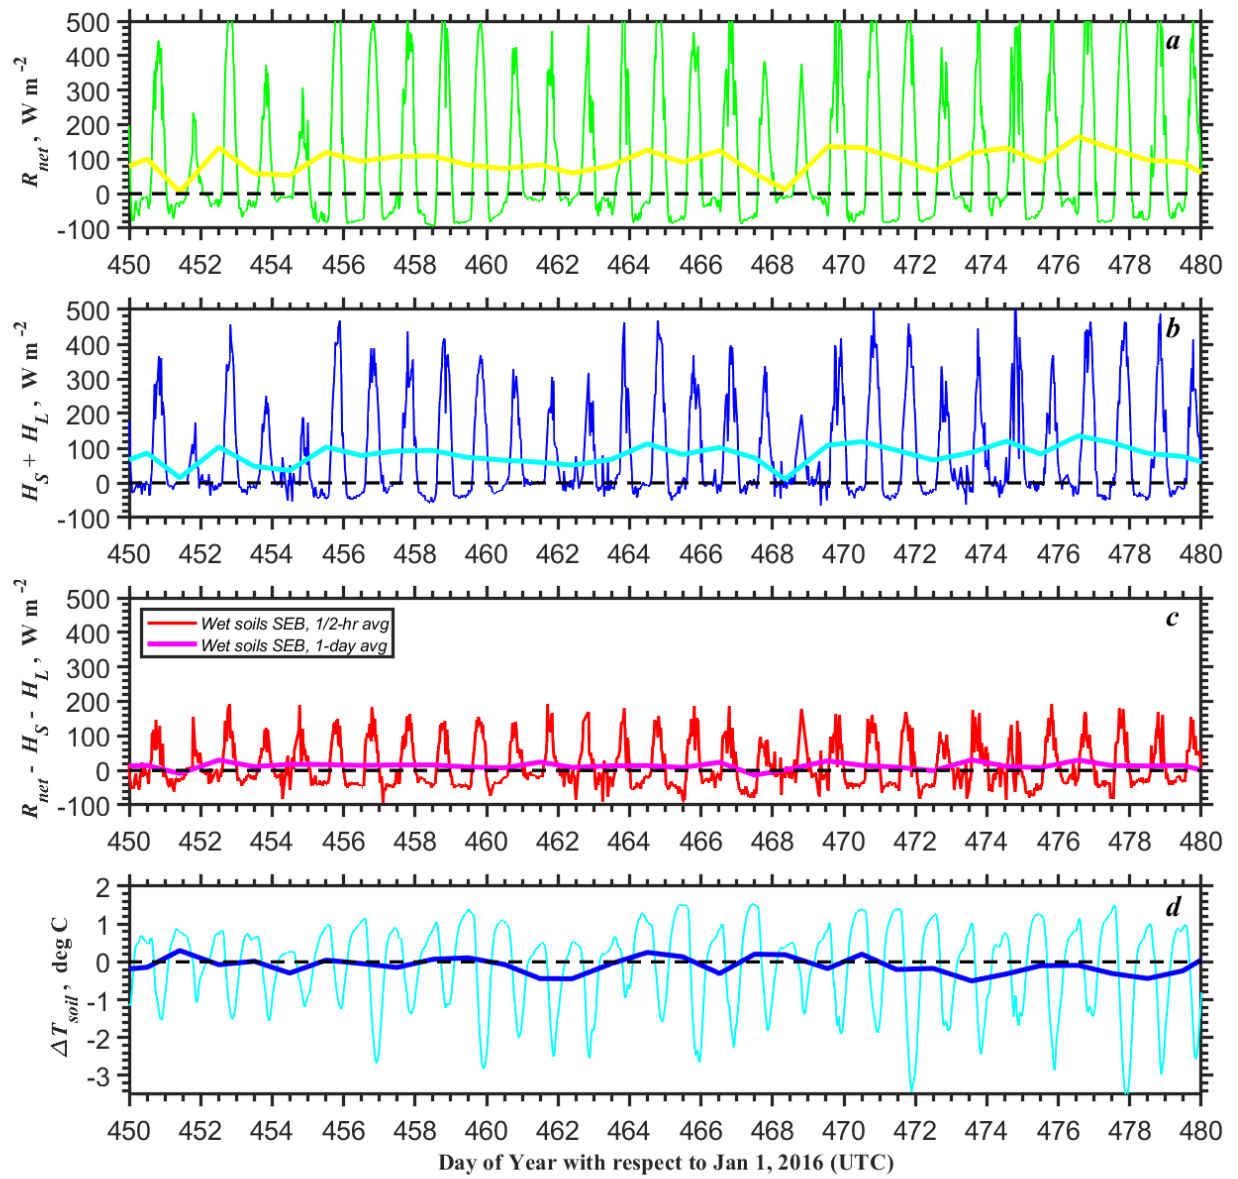 a
R_net, W m^-2
500
400
300
200
100
0
-100
450 452 454 456 458 460 462 464 466 468 470 472 474 476 478 480
b
H_S + H_L, W m^-2
500
400
300
200
100
0
-100
450 452 454 456 458 460 462 464 466 468 470 472 474 476 478 480
c
R_net - H_S - H_L, W m^-2
500
400
300
200
100
0
-100
Wet soils SEB, 1/2-hr avg
Wet soils SEB, 1-day avg
450 452 454 456 458 460 462 464 466 468 470 472 474 476 478 480
d
ΔT_soil, deg C
2
1
0
-1
-2
-3
450 452 454 456 458 460 462 464 466 468 470 472 474 476 478 480
Day of Year with respect to Jan 1, 2016 (UTC)